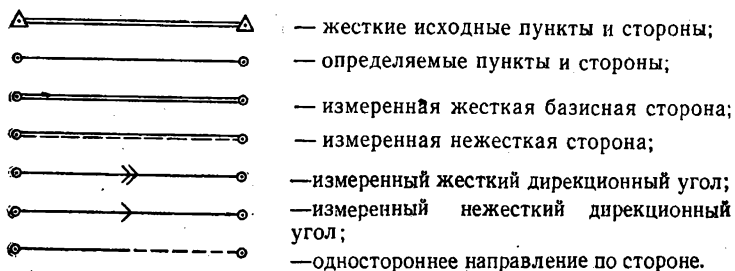 — жесткие исходные пункты и стороны;
— определяемые пункты и стороны;
— измеренная жесткая базисная сторона;
— измеренная нежесткая сторона;
—измеренный жесткий дирекционный угол;
—измеренный нежесткий дирекционный
угол;
—одностороннее направление по стороне.